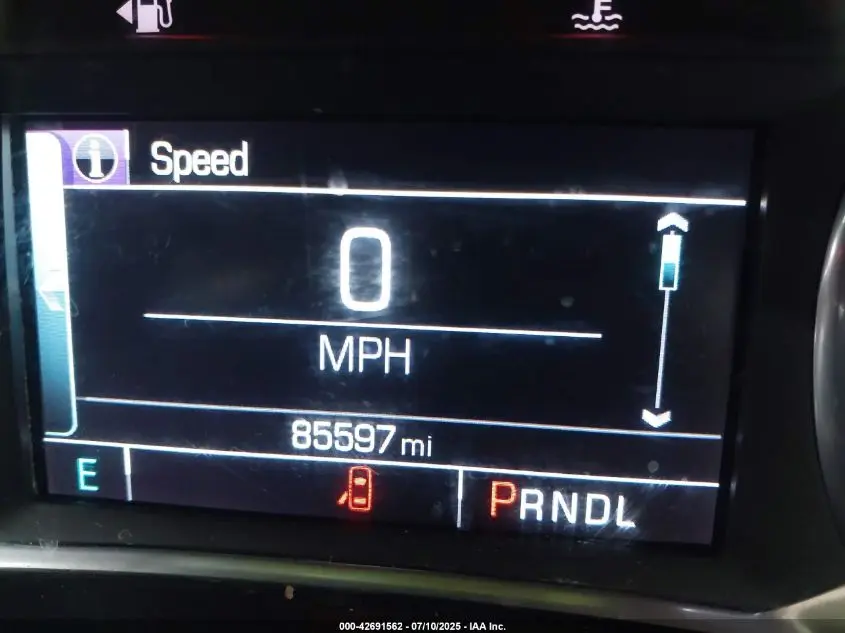 Speed
0
MPH
85597 mi
E
PRNDL
000-42691562 - 07/10/2025 - IAA Inc.